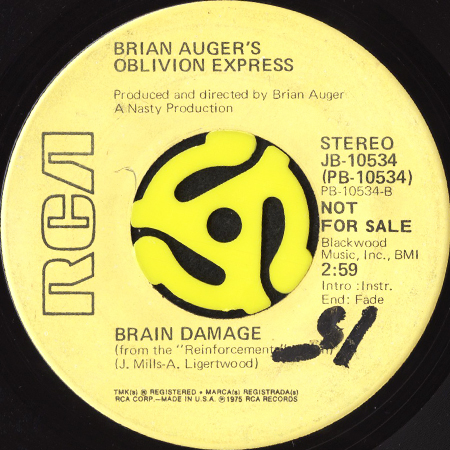 BRIAN AUGER'S
OBLIVION EXPRESS
Produced and directed by Brian Auger
A Nasty Production
RCA
STEREO
JB-10534
(PB-10534)
PB-10534-B
NOT
FOR SALE
Blackwood
Music, Inc., BMI
2:59
Intro :Instr.
End: Fade
BRAIN DAMAGE
(from the "Reinforcements"
(J. Mills-A. Ligertwood)
TMK(s) ® REGISTERED • MARCA(s) REGISTRADA(s)
RCA CORP.—MADE IN U.S.A. ℗ 1975 RCA RECORDS